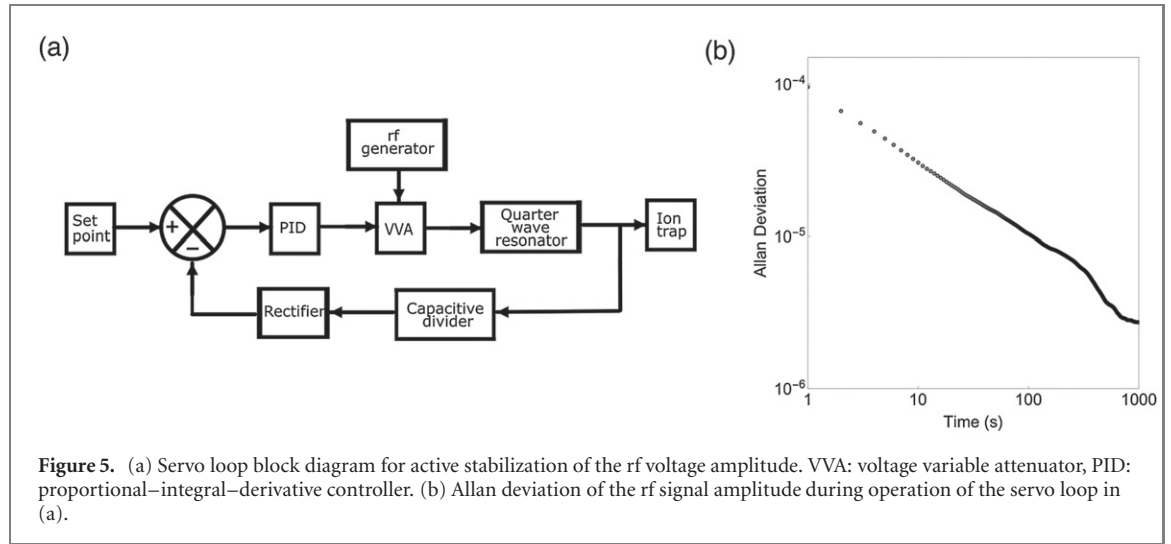 (a)
rf
generator
Set
point
+
−
PID
VVA
Quarter
wave
resonator
Ion
trap
Rectifier
Capacitive
divider
(b)
Allan Deviation
10⁻⁴
10⁻⁵
10⁻⁶
1
10
100
1000
Time (s)
Figure 5. (a) Servo loop block diagram for active stabilization of the rf voltage amplitude. VVA: voltage variable attenuator, PID:
proportional–integral–derivative controller. (b) Allan deviation of the rf signal amplitude during operation of the servo loop in
(a).